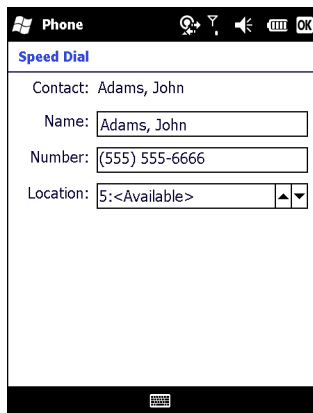 Phone
OK
Speed Dial
Contact: Adams, John
Name: Adams, John
Number: (555) 555-6666
Location: 5:<Available>